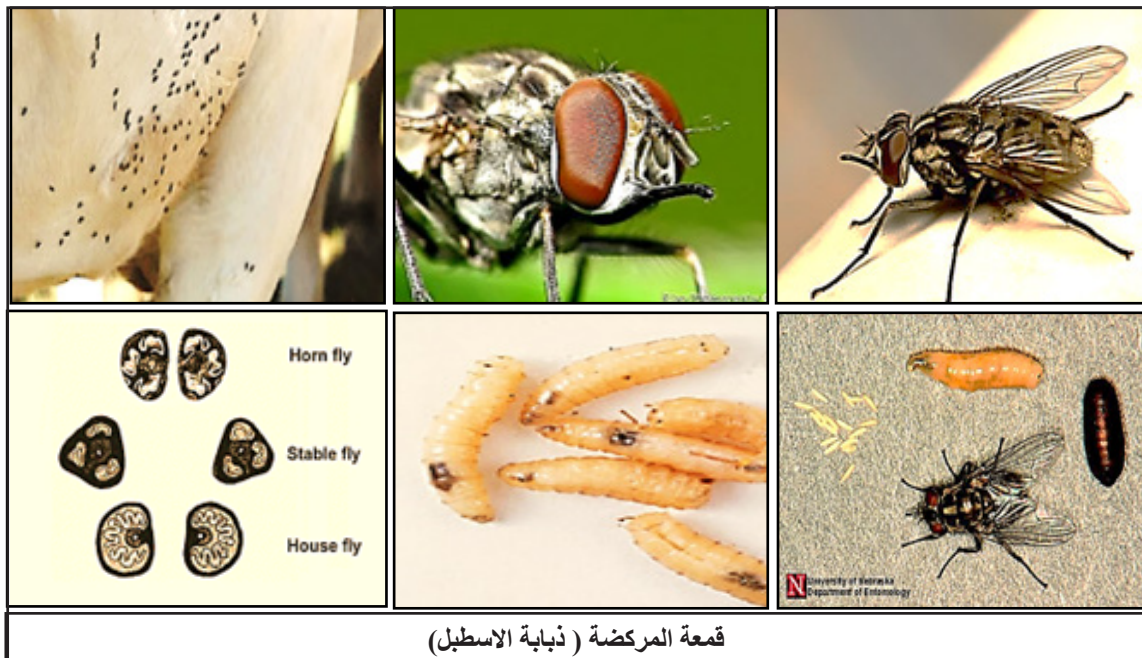 Horn fly
Stable fly
House fly
N
University of Nebraska
Department of Entomology
قمعة المركضة ( ذبابة الاسطبل)